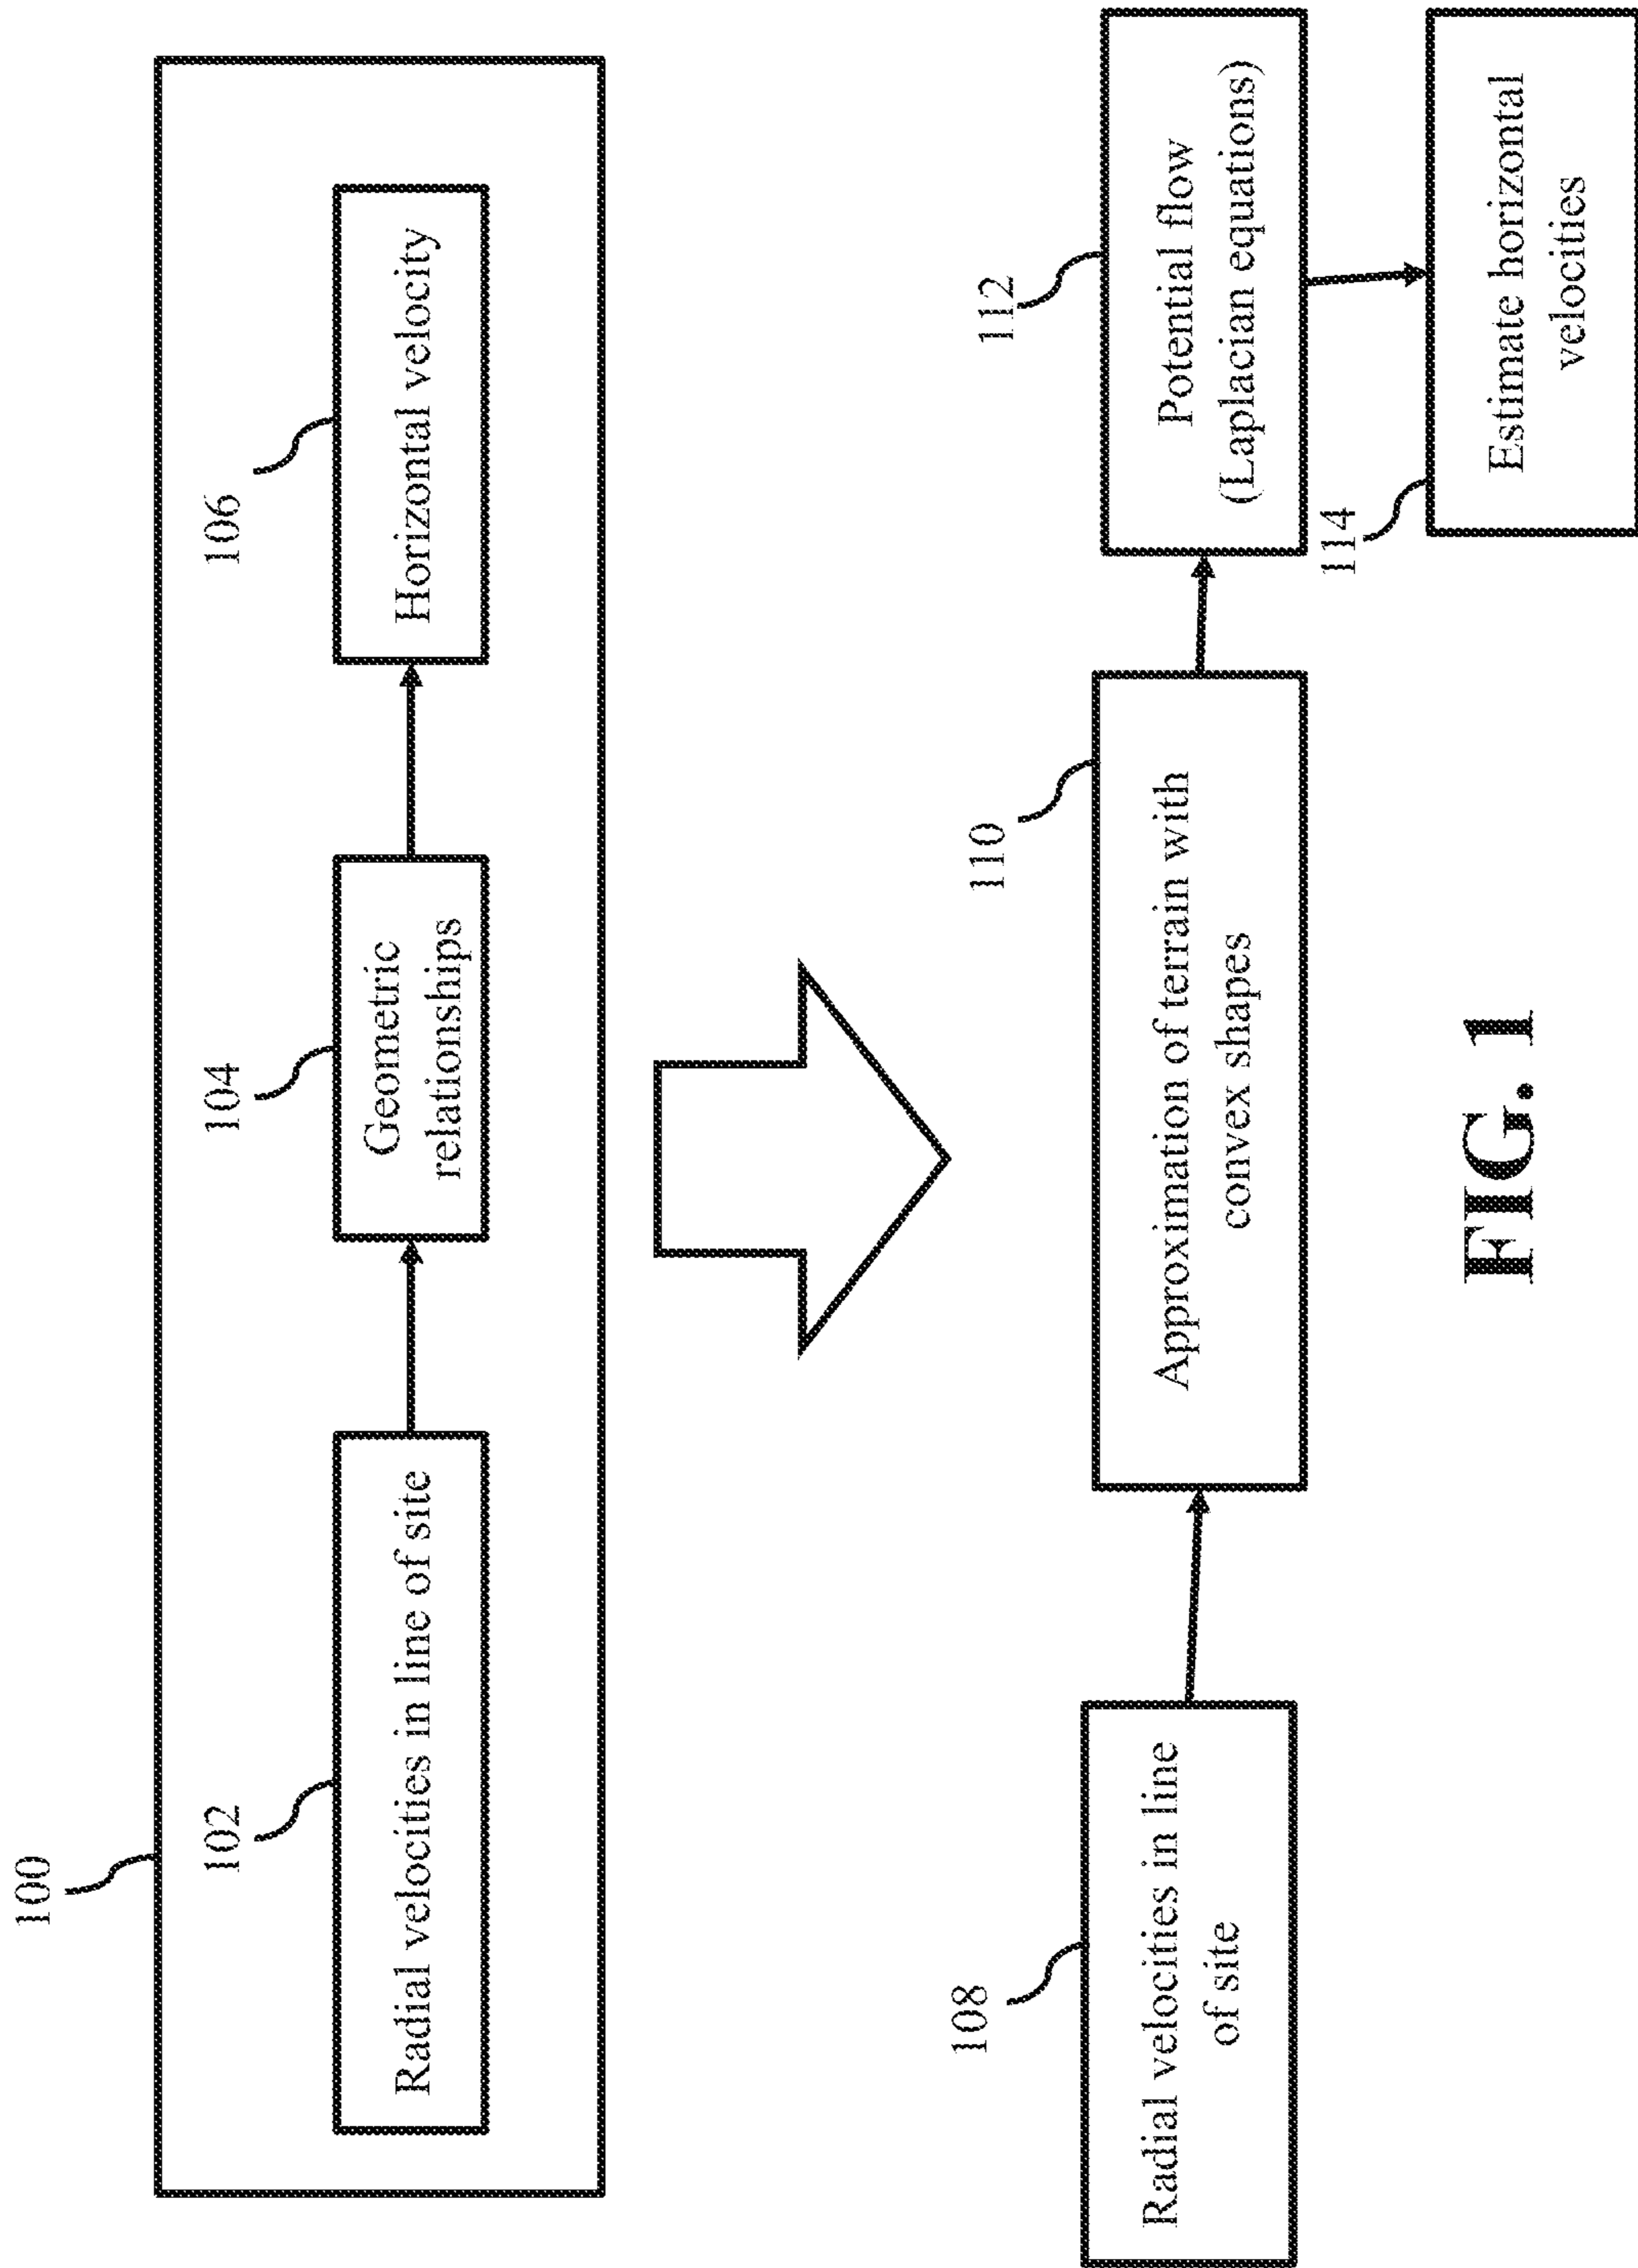 100
102
Radial velocities in line of site
104
Geometric
relationships
106
Horizontal velocity
108
Radial velocities in line
of site
110
Approximation of terrain with
convex shapes
112
Potential flow
(Laplacian equations)
114
Estimate horizontal
velocities
FIG. 1